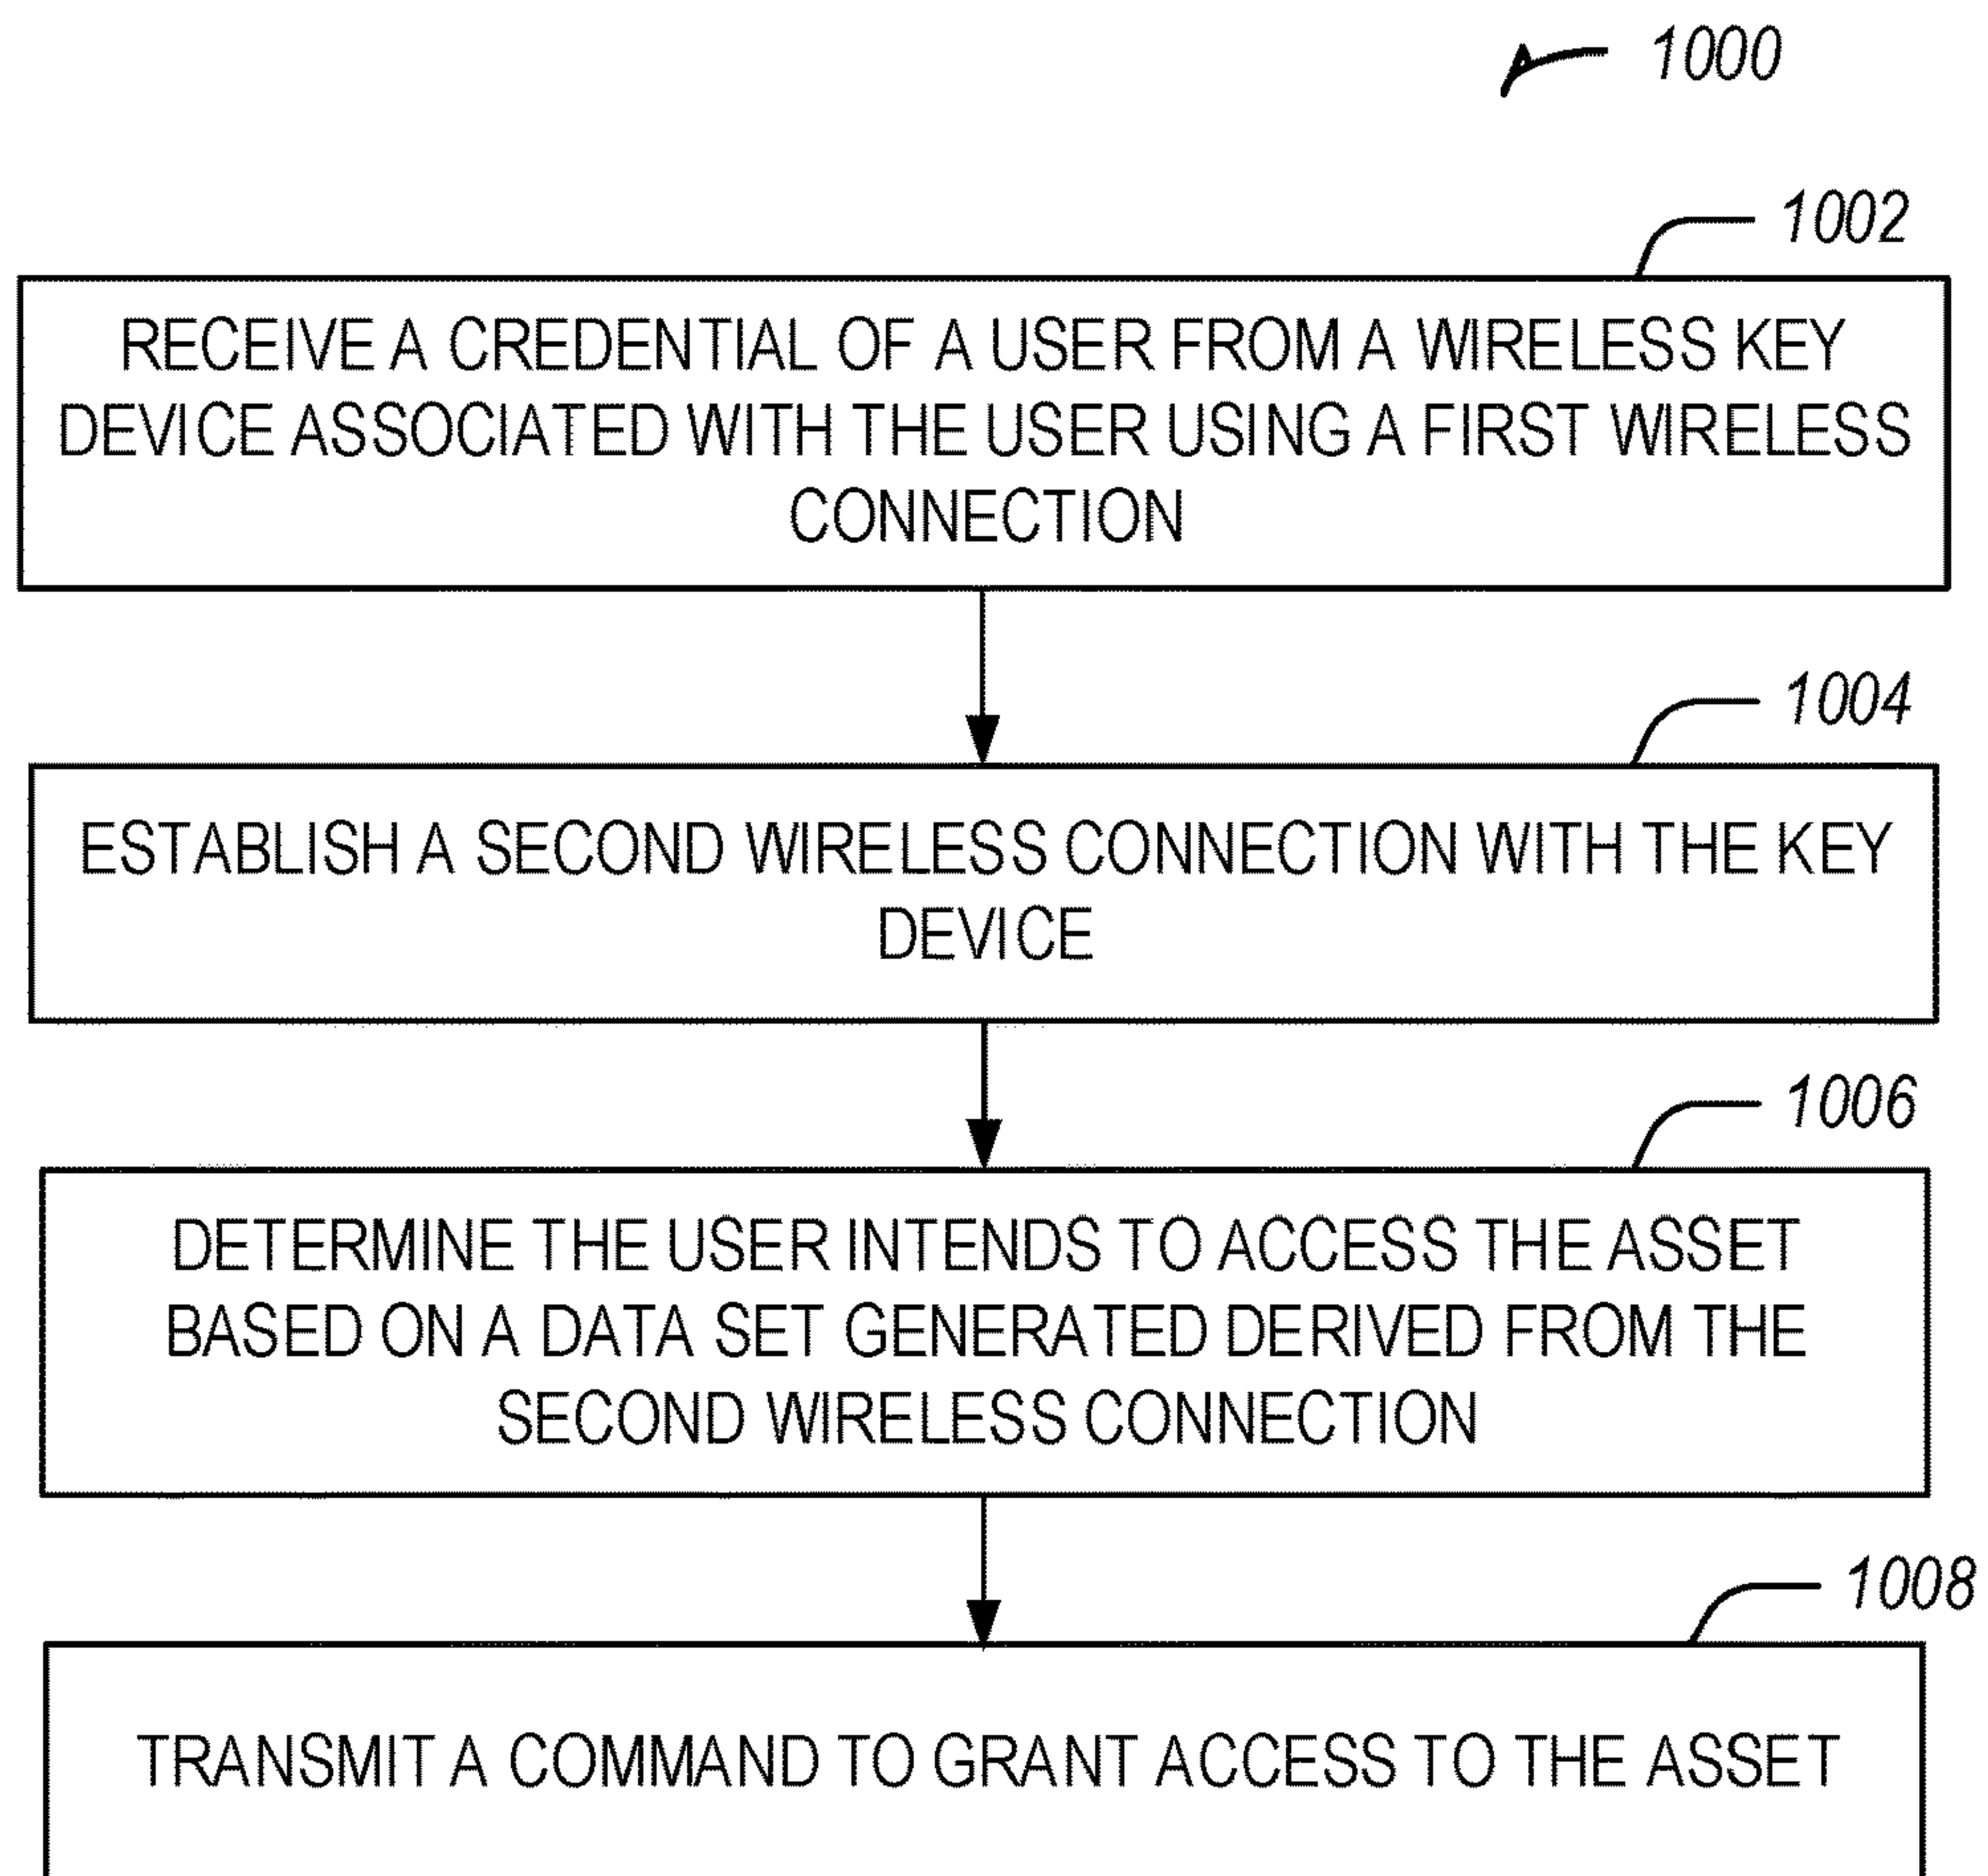 1000
1002
RECEIVE A CREDENTIAL OF A USER FROM A WIRELESS KEY
DEVICE ASSOCIATED WITH THE USER USING A FIRST WIRELESS
CONNECTION
1004
ESTABLISH A SECOND WIRELESS CONNECTION WITH THE KEY
DEVICE
1006
DETERMINE THE USER INTENDS TO ACCESS THE ASSET
BASED ON A DATA SET GENERATED DERIVED FROM THE
SECOND WIRELESS CONNECTION
1008
TRANSMIT A COMMAND TO GRANT ACCESS TO THE ASSET